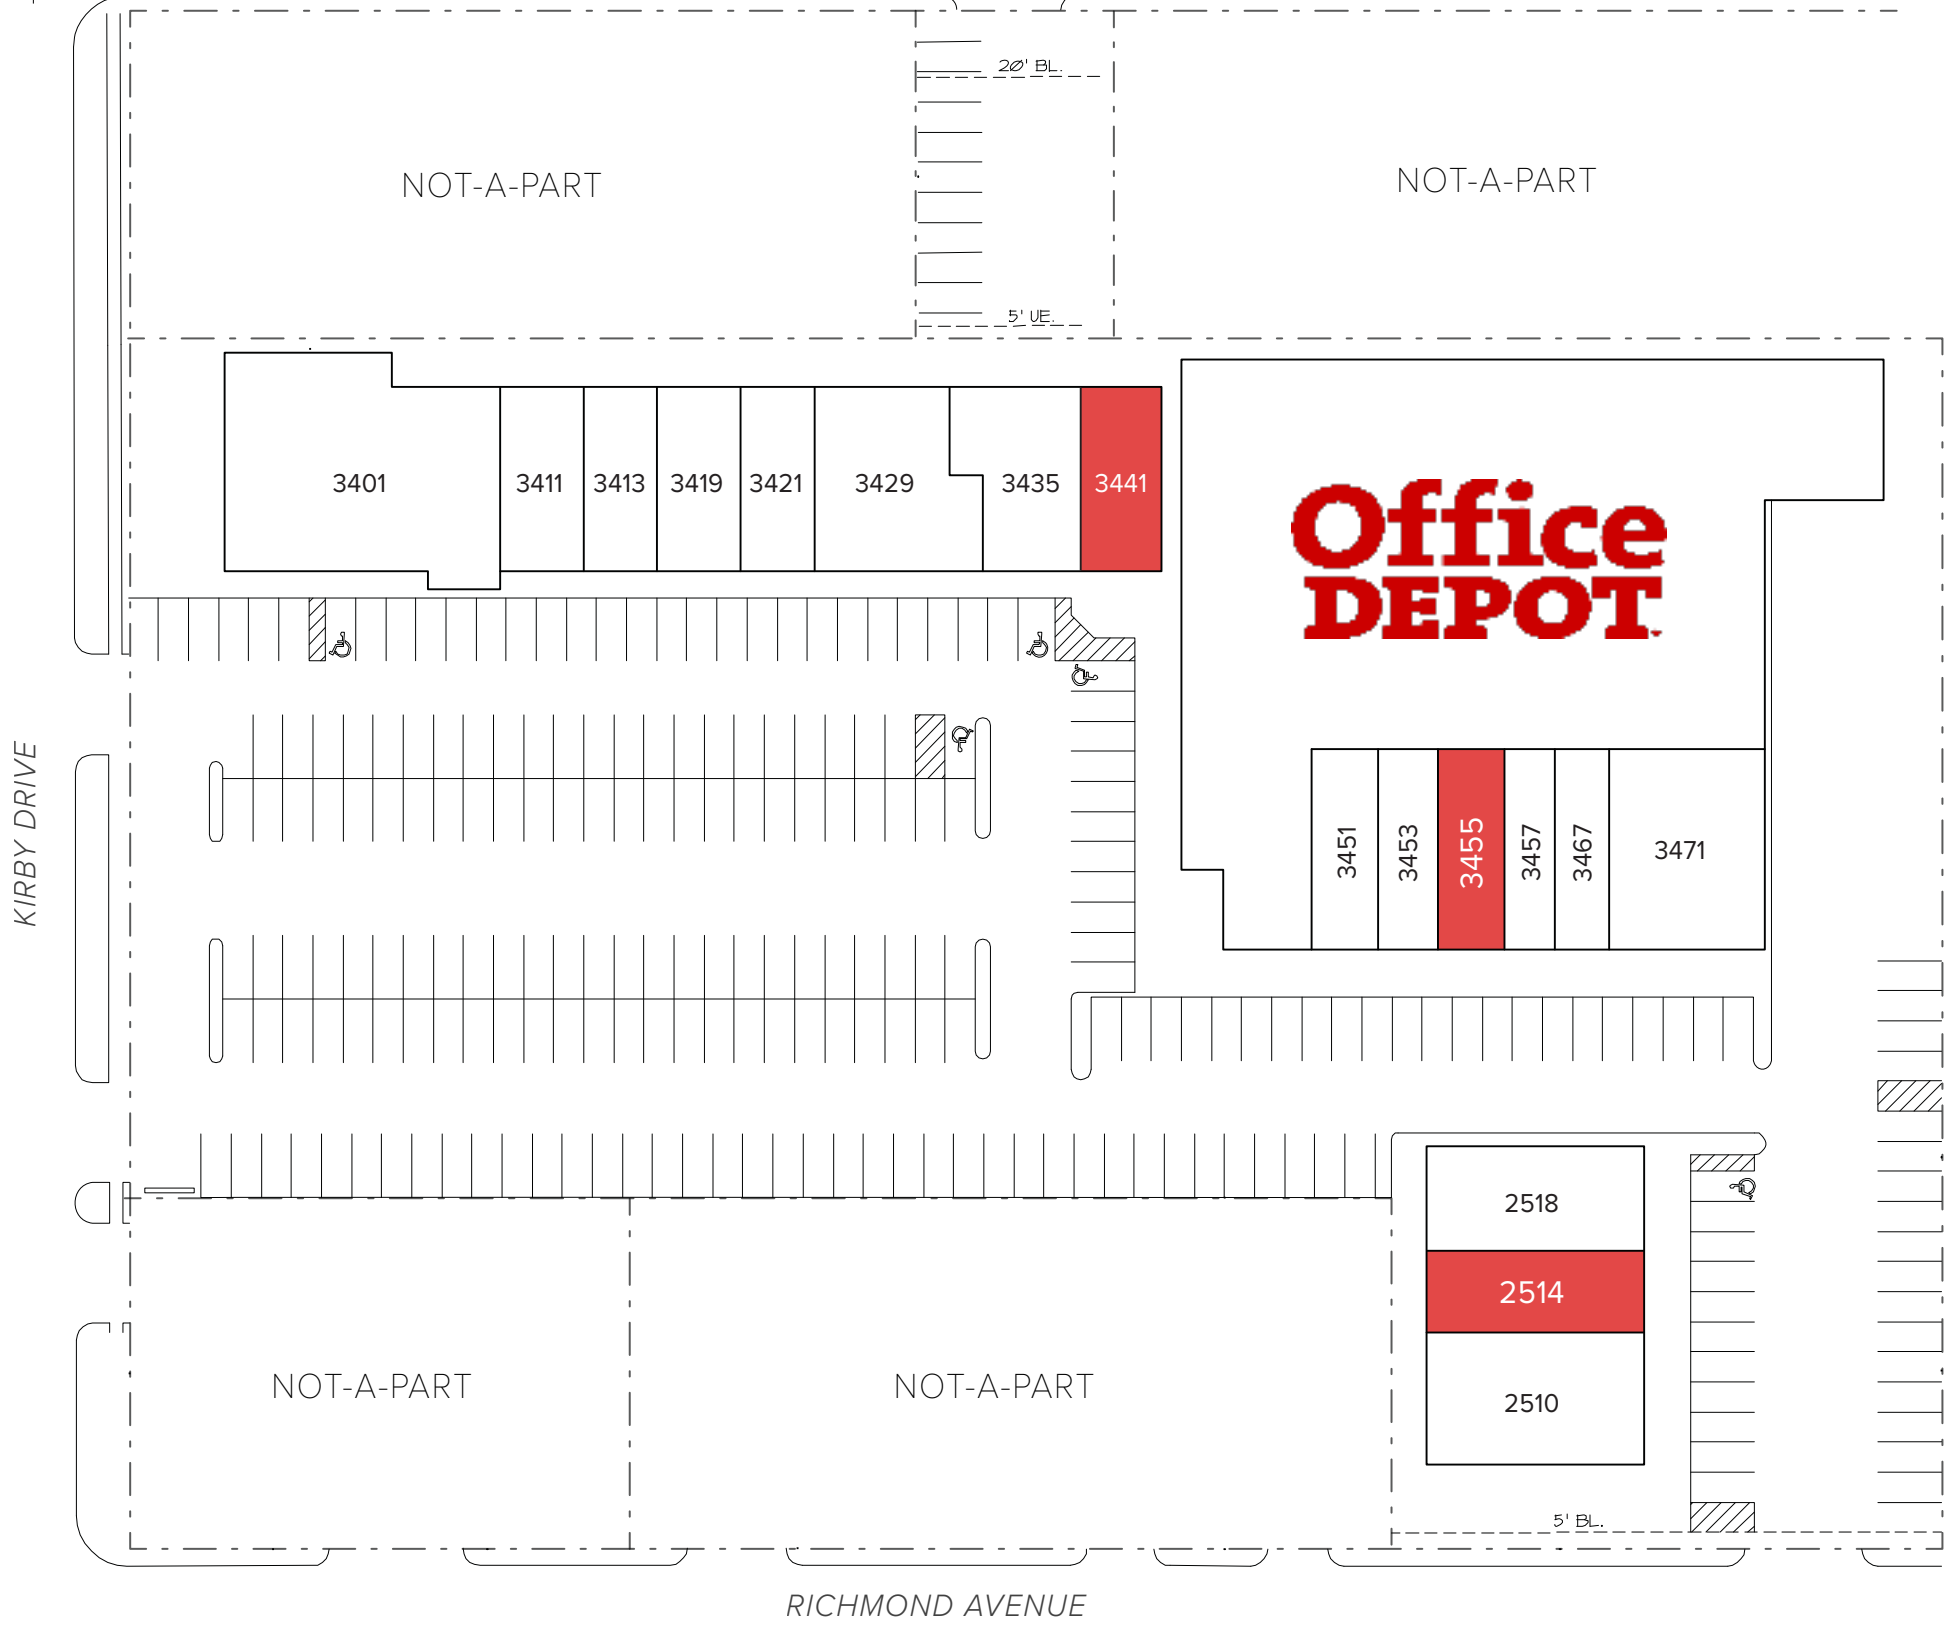 20' BL.
NOT-A-PART
NOT-A-PART
5' UE.
3401
3411
3413
3419
3421
3429
3435
3441
Office
DEPOT
KIRBY DRIVE
3451
3453
3455
3457
3467
3471
2518
2514
2510
NOT-A-PART
NOT-A-PART
5' BL.
RICHMOND AVENUE